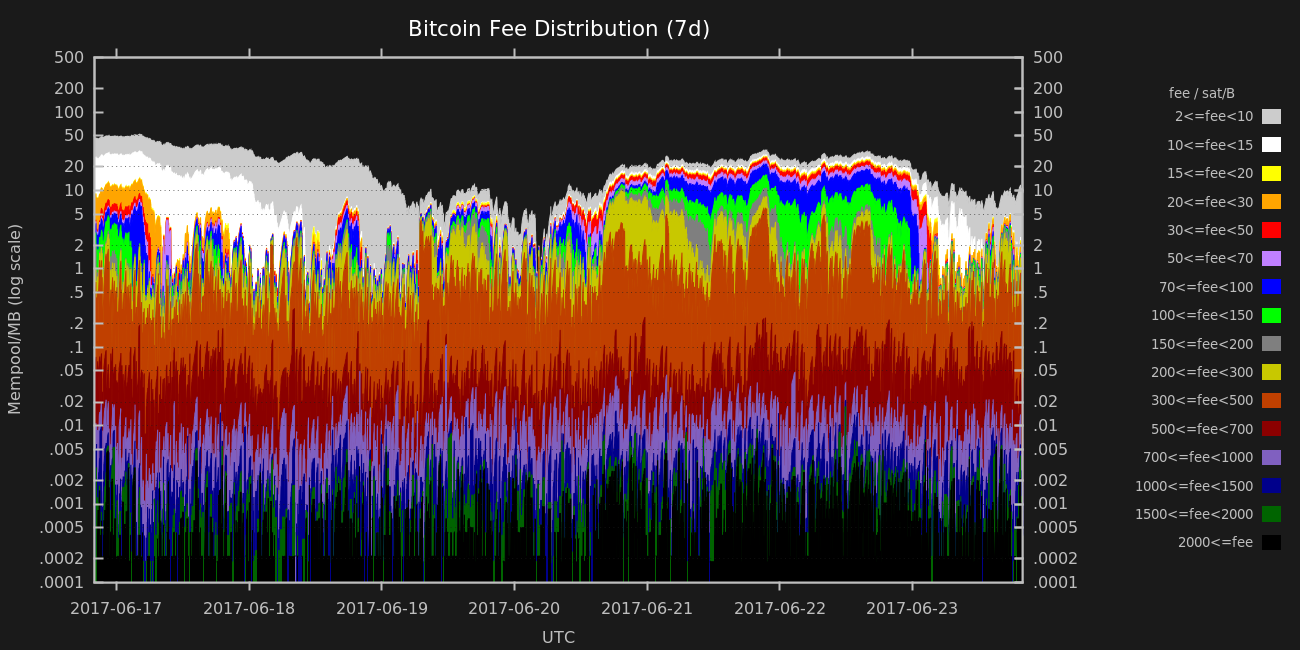 Bitcoin Fee Distribution (7d)
500 500
200 200
100 100
50 50
20 20
10 10
5 5
2 2
1 1
.5 .5
.2 .2
.1 .1
.05 .05
.02 .02
.01 .01
.005 .005
.002 .002
.001 .001
.0005 .0005
.0002 .0002
.0001 .0001
Mempool/MB (log scale)
2017-06-17 2017-06-18 2017-06-19 2017-06-20 2017-06-21 2017-06-22 2017-06-23
UTC
fee / sat/B
2<=fee<10
10<=fee<15
15<=fee<20
20<=fee<30
30<=fee<50
50<=fee<70
70<=fee<100
100<=fee<150
150<=fee<200
200<=fee<300
300<=fee<500
500<=fee<700
700<=fee<1000
1000<=fee<1500
1500<=fee<2000
2000<=fee